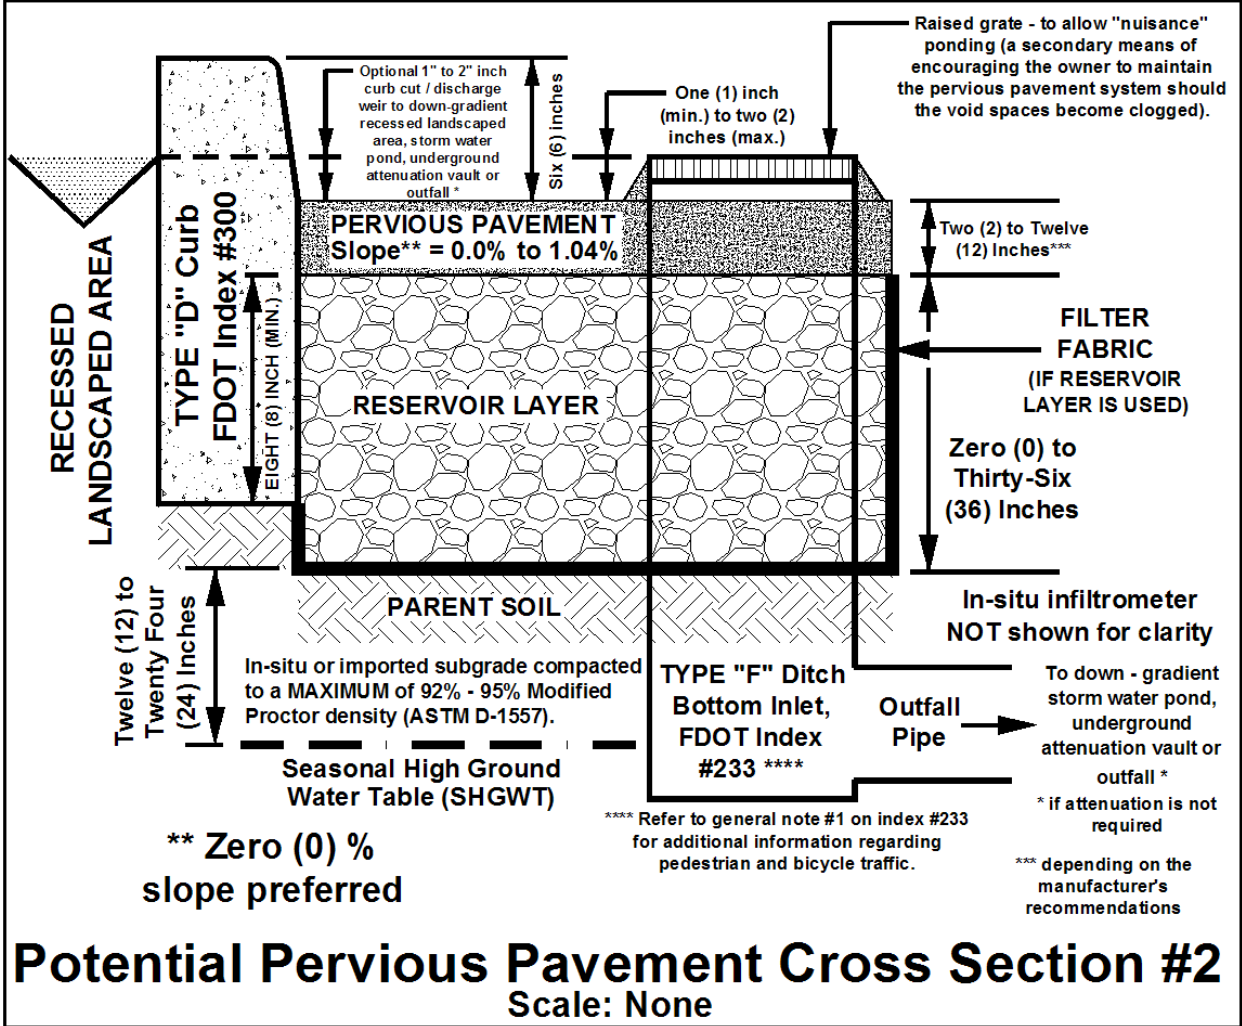 Raised grate - to allow "nuisance"
ponding (a secondary means of
encouraging the owner to maintain
the pervious pavement system should
the void spaces become clogged).
Optional 1" to 2" inch
curb cut / discharge
weir to down-gradient
recessed landscaped
area, storm water
pond, underground
attenuation vault or
outfall *
Six (6) inches
One (1) inch
(min.) to two (2)
inches (max.)
RECESSED
LANDSCAPED AREA
TYPE "D" Curb
FDOT Index #300
EIGHT (8) INCH (MIN.)
PERVIOUS PAVEMENT
Slope** = 0.0% to 1.04%
Two (2) to Twelve
(12) Inches***
FILTER
FABRIC
(IF RESERVOIR
LAYER IS USED)
RESERVOIR LAYER
Zero (0) to
Thirty-Six
(36) Inches
Twelve (12) to
Twenty Four
(24) Inches
PARENT SOIL
In-situ infiltrometer
NOT shown for clarity
In-situ or imported subgrade compacted
to a MAXIMUM of 92% - 95% Modified
Proctor density (ASTM D-1557).
TYPE "F" Ditch
Bottom Inlet,
FDOT Index
#233 ****
Outfall
Pipe
To down - gradient
storm water pond,
underground
attenuation vault or
outfall *
* if attenuation is not
required
Seasonal High Ground
Water Table (SHGWT)
**** Refer to general note #1 on index #233
for additional information regarding
pedestrian and bicycle traffic.
** Zero (0) %
slope preferred
*** depending on the
manufacturer's
recommendations
Potential Pervious Pavement Cross Section #2
Scale: None